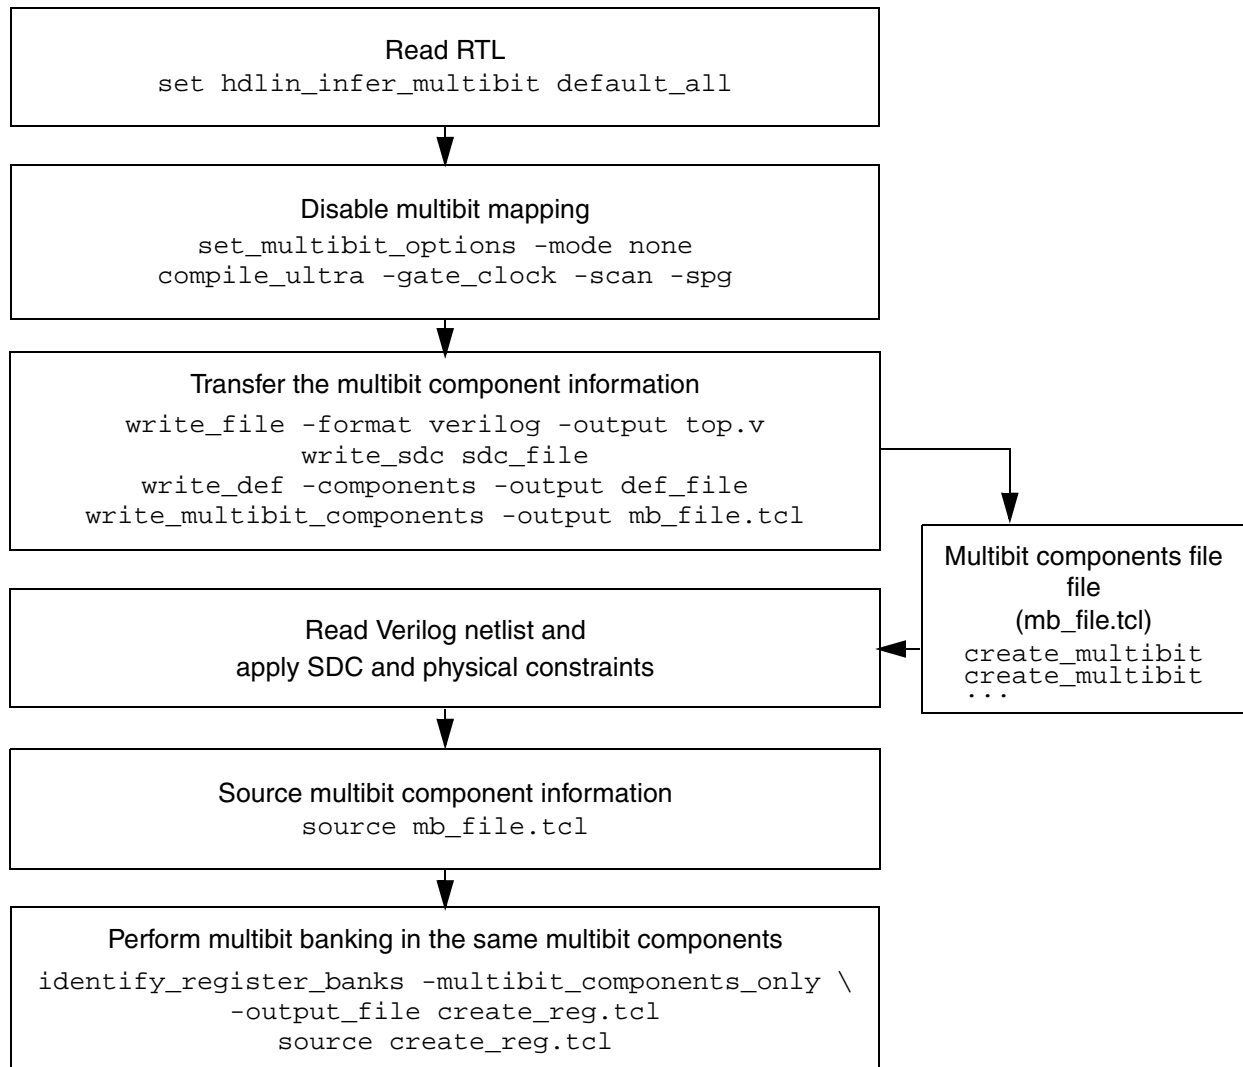 Read RTL
set hdlin_infer_multibit default_all
Disable multibit mapping
set_multibit_options -mode none
compile_ultra -gate_clock -scan -spg
Transfer the multibit component information
write_file -format verilog -output top.v
write_sdc sdc_file
write_def -components -output def_file
write_multibit_components -output mb_file.tcl
Multibit components file
file
(mb_file.tcl)
create_multibit
create_multibit
...
Read Verilog netlist and
apply SDC and physical constraints
Source multibit component information
source mb_file.tcl
Perform multibit banking in the same multibit components
identify_register_banks -multibit_components_only \
-output_file create_reg.tcl
source create_reg.tcl